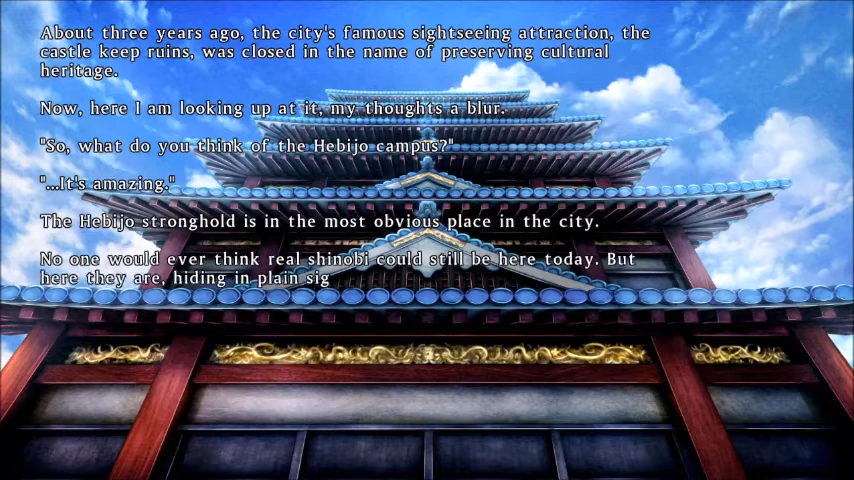 About three years ago, the city's famous sightseeing attraction, the
castle keep ruins, was closed in the name of preserving cultural
heritage.
Now, here I am looking up at it, my thoughts a blur.
"So, what do you think of the Hebijo campus?"
"...It's amazing."
The Hebijo stronghold is in the most obvious place in the city.
No one would ever think real shinobi could still be here today. But
here they are, hiding in plain sig